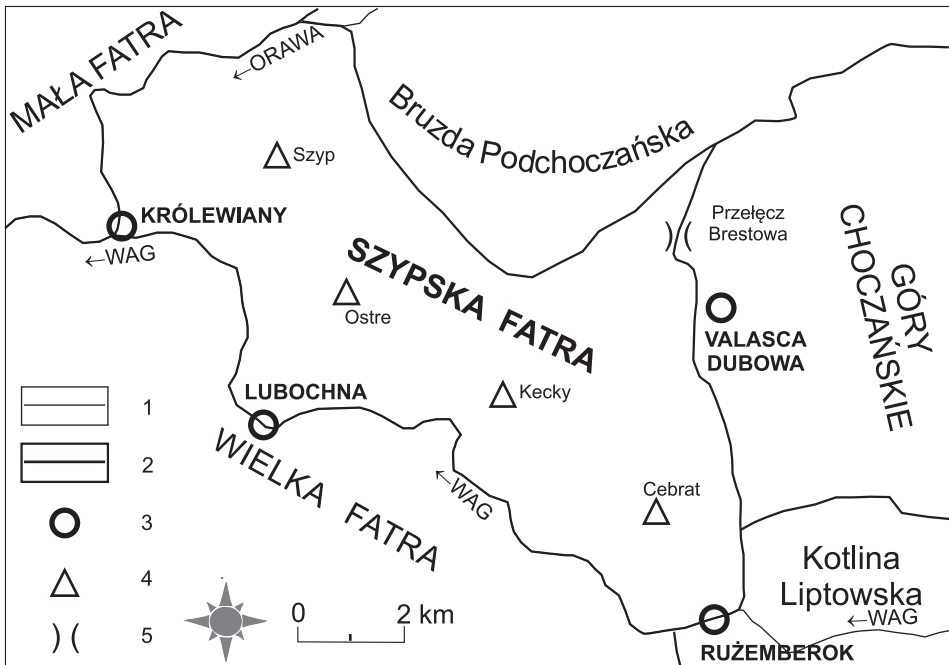 MAŁA FATRA
←ORAWA
Bruzda Podchoczańska
Szyp
KRÓLEWIANY
←WAG
Przełęcz
Brestowa
GÓRY
CHOCZAŃSKIE
SZYPSKA FATRA
Ostre
VALASCA
DUBOWA
LUBOCHNA
Kecky
WIELKA FATRA
←WAG
Cebrat
Kotlina
Liptowska
←WAG
RUŻEMBEROK
1
2
3
4
5
0 2 km